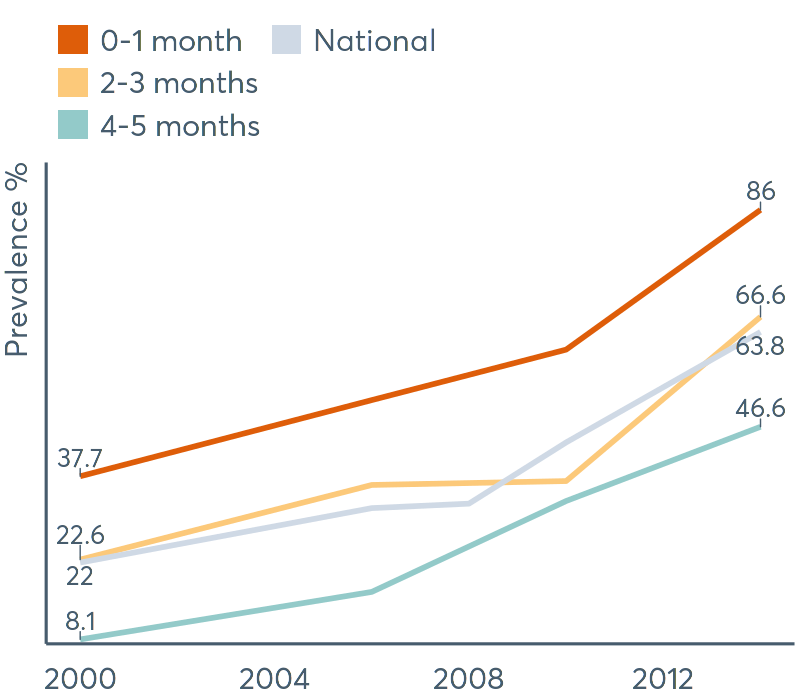 0-1 month
National
2-3 months
4-5 months
Prevalence %
86
66.6
63.8
46.6
37.7
22.6
22
8.1
2000
2004
2008
2012